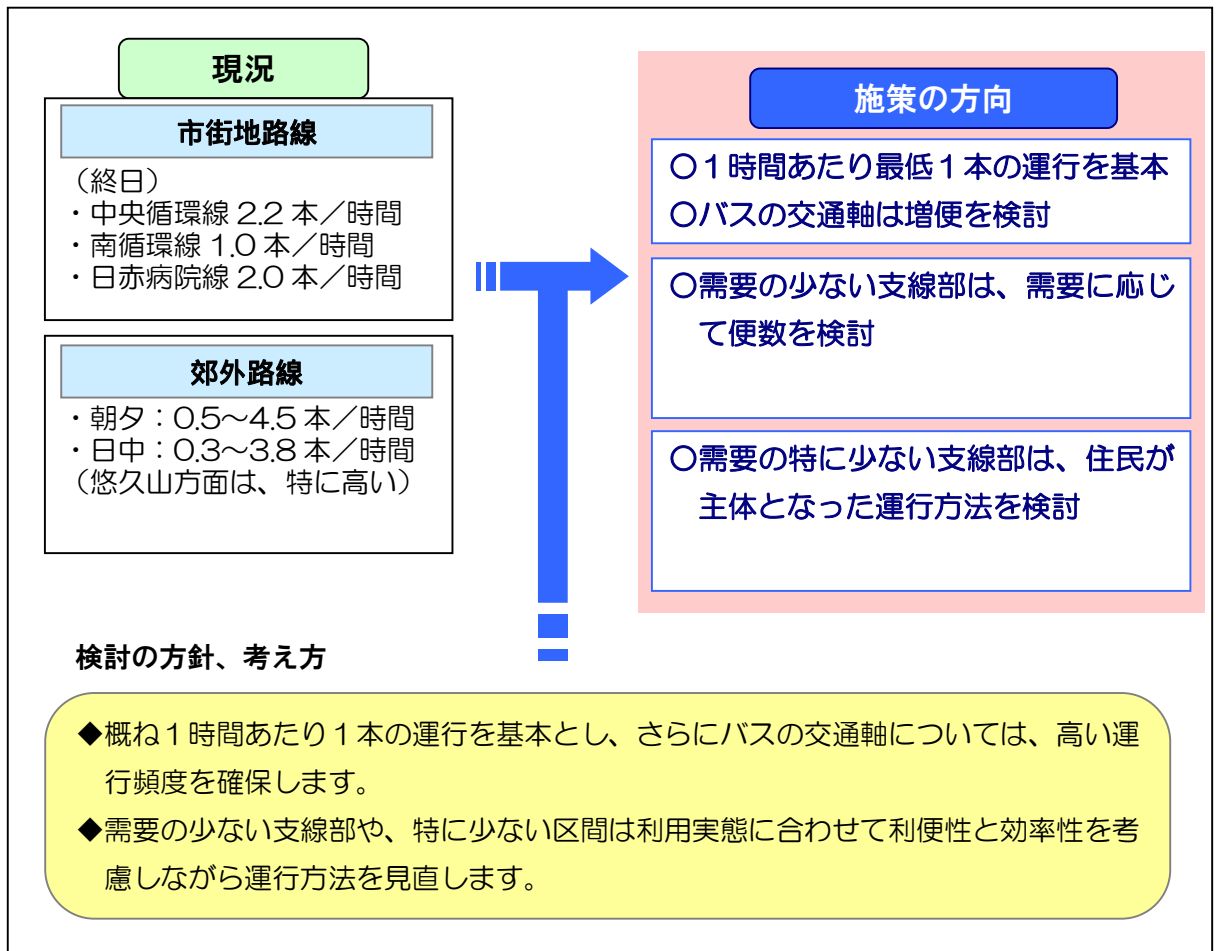 現況
市街地路線
（終日）
・中央循環線 2.2 本／時間
・南循環線 1.0 本／時間
・日赤病院線 2.0 本／時間
郊外路線
・朝夕：0.5～4.5 本／時間
・日中：0.3～3.8 本／時間
（悠久山方面は、特に高い）
施策の方向
○１時間あたり最低１本の運行を基本
○バスの交通軸は増便を検討
○需要の少ない支線部は、需要に応じ
て便数を検討
○需要の特に少ない支線部は、住民が
主体となった運行方法を検討
検討の方針、考え方
◆概ね１時間あたり１本の運行を基本とし、さらにバスの交通軸については、高い運
行頻度を確保します。
◆需要の少ない支線部や、特に少ない区間は利用実態に合わせて利便性と効率性を考
慮しながら運行方法を見直します。